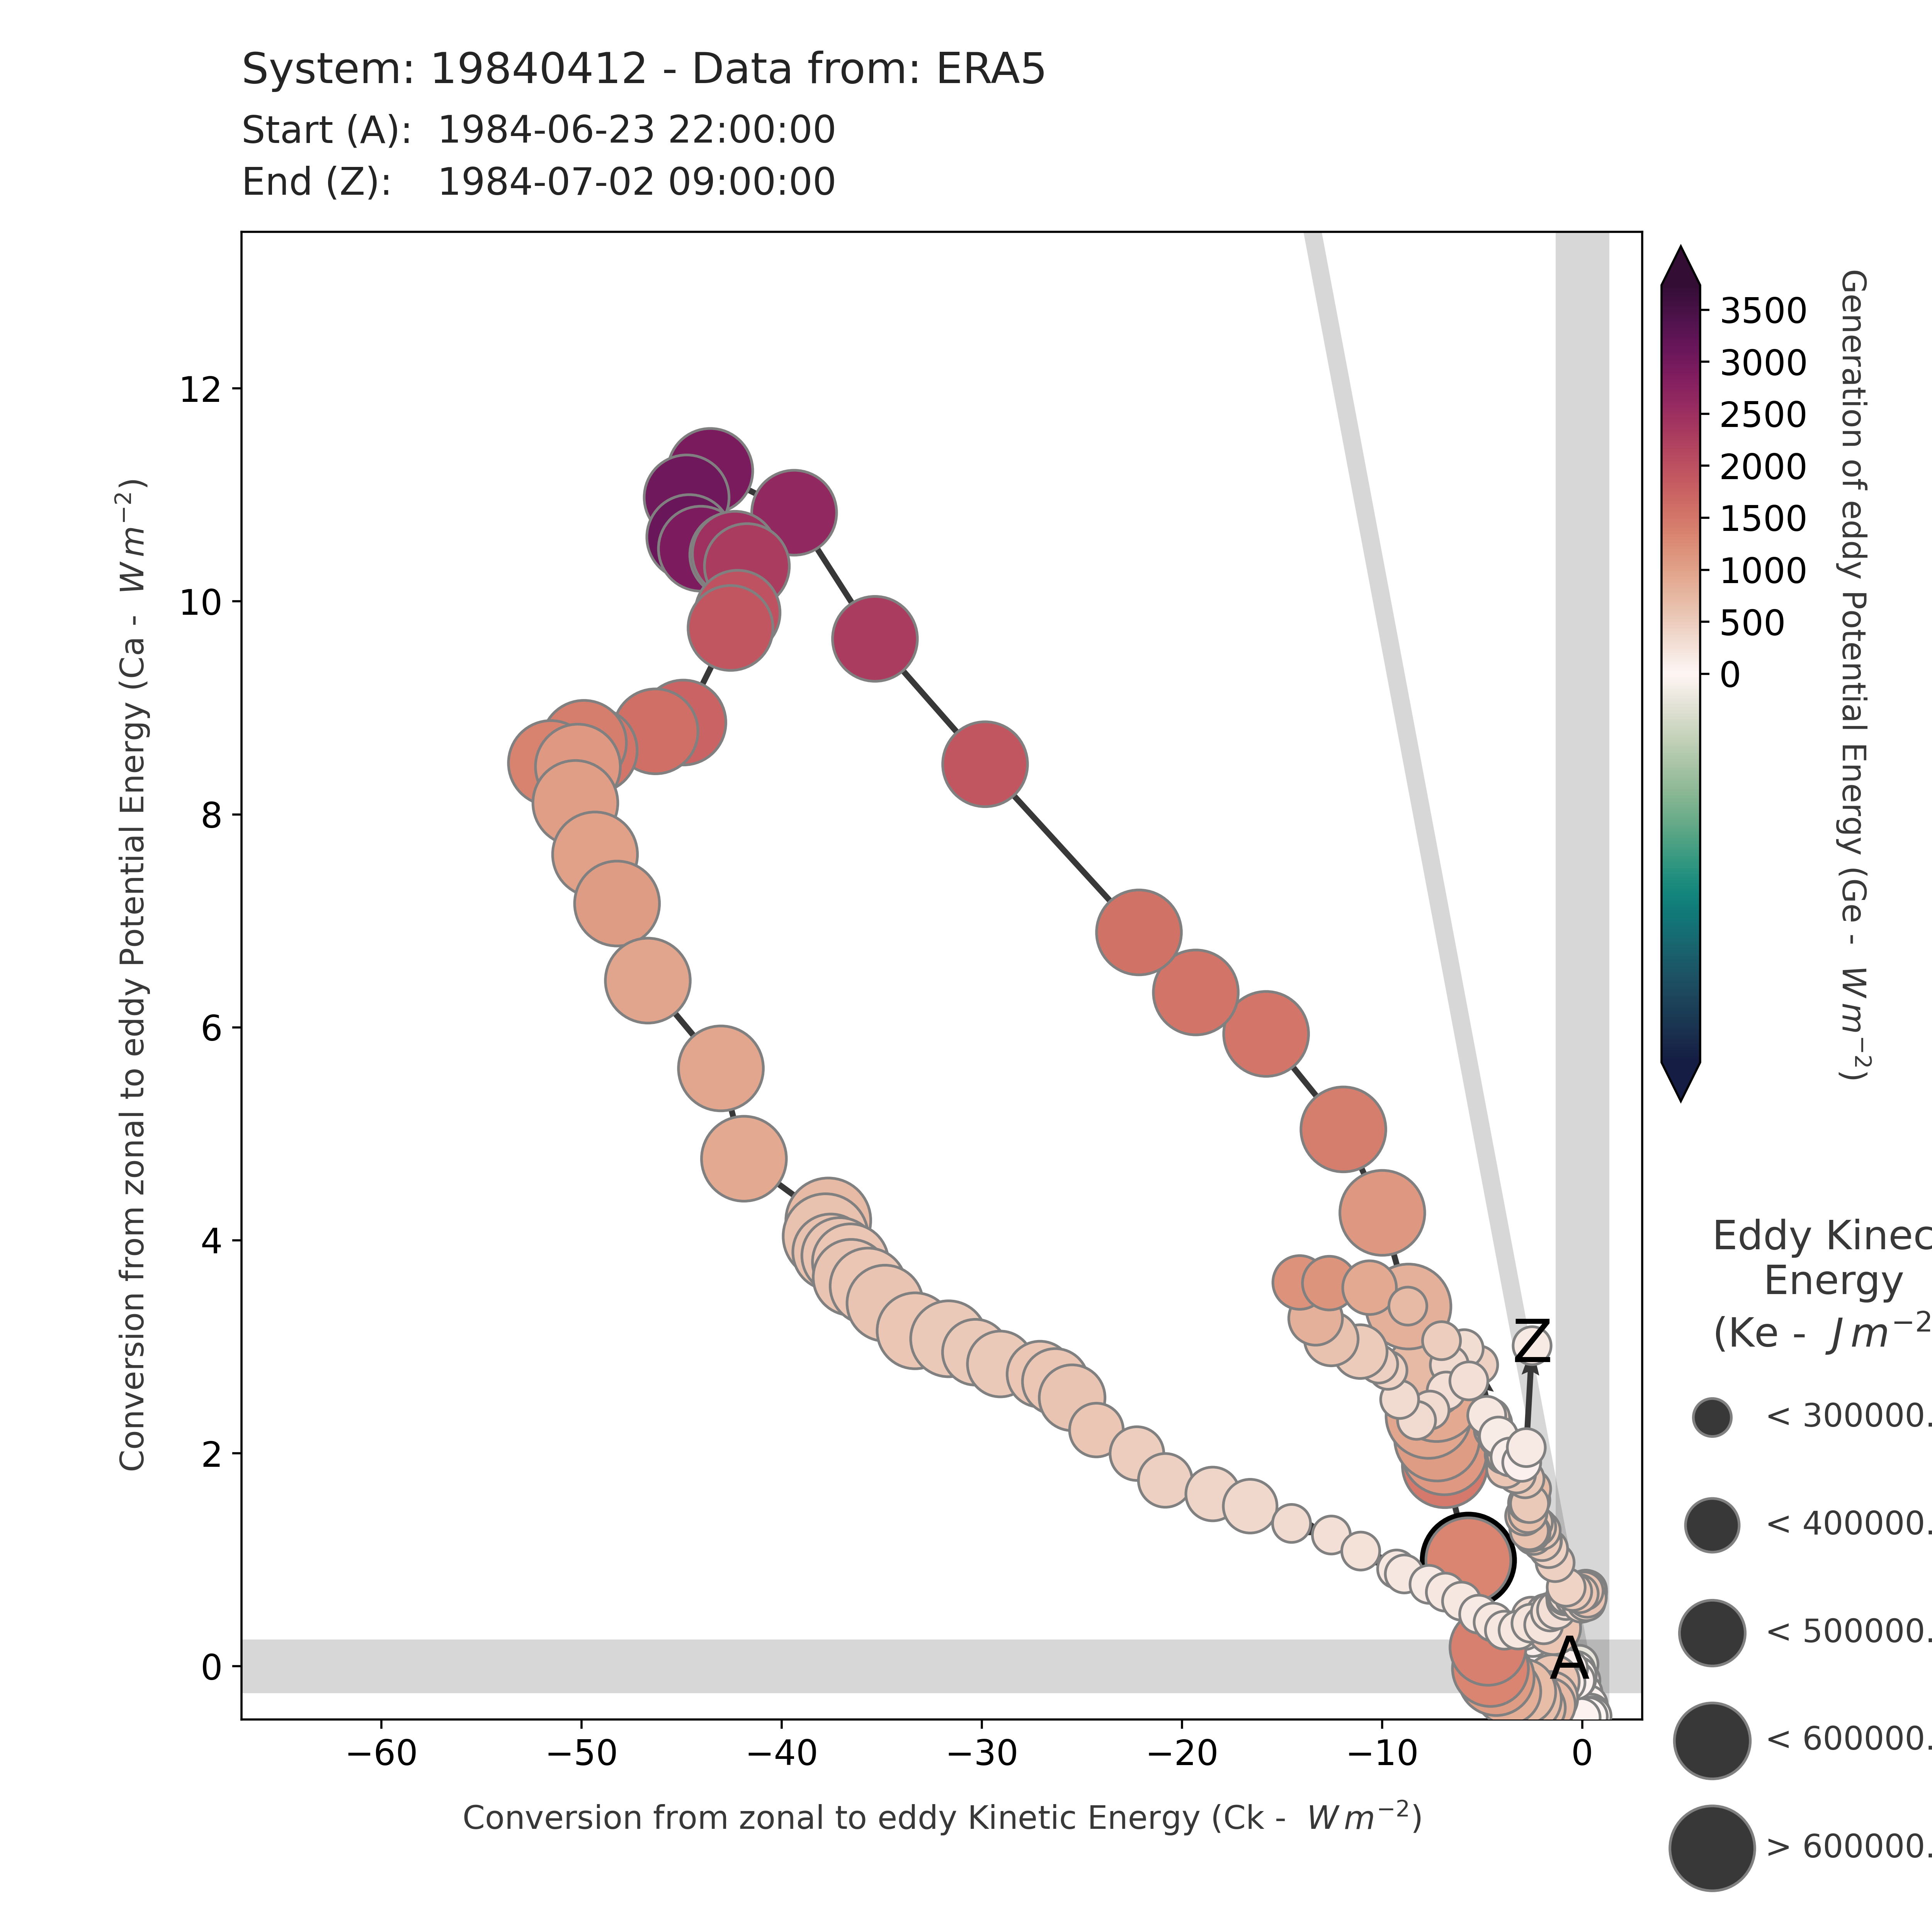 System: 19840412 - Data from: ERA5
Start (A): 1984-06-23 22:00:00
End (Z): 1984-07-02 09:00:00
Conversion from zonal to eddy Potential Energy (Ca - W m⁻²)
12
10
8
6
4
2
0
−60
−50
−40
−30
−20
−10
0
Conversion from zonal to eddy Kinetic Energy (Ck - W m⁻²)
Z
A
3500
3000
2500
2000
1500
1000
500
0
Generation of eddy Potential Energy (Ge - W m⁻²)
Eddy Kinec
Energy
(Ke - J m⁻²
< 300000.
< 400000.
< 500000.
< 600000.
> 600000.